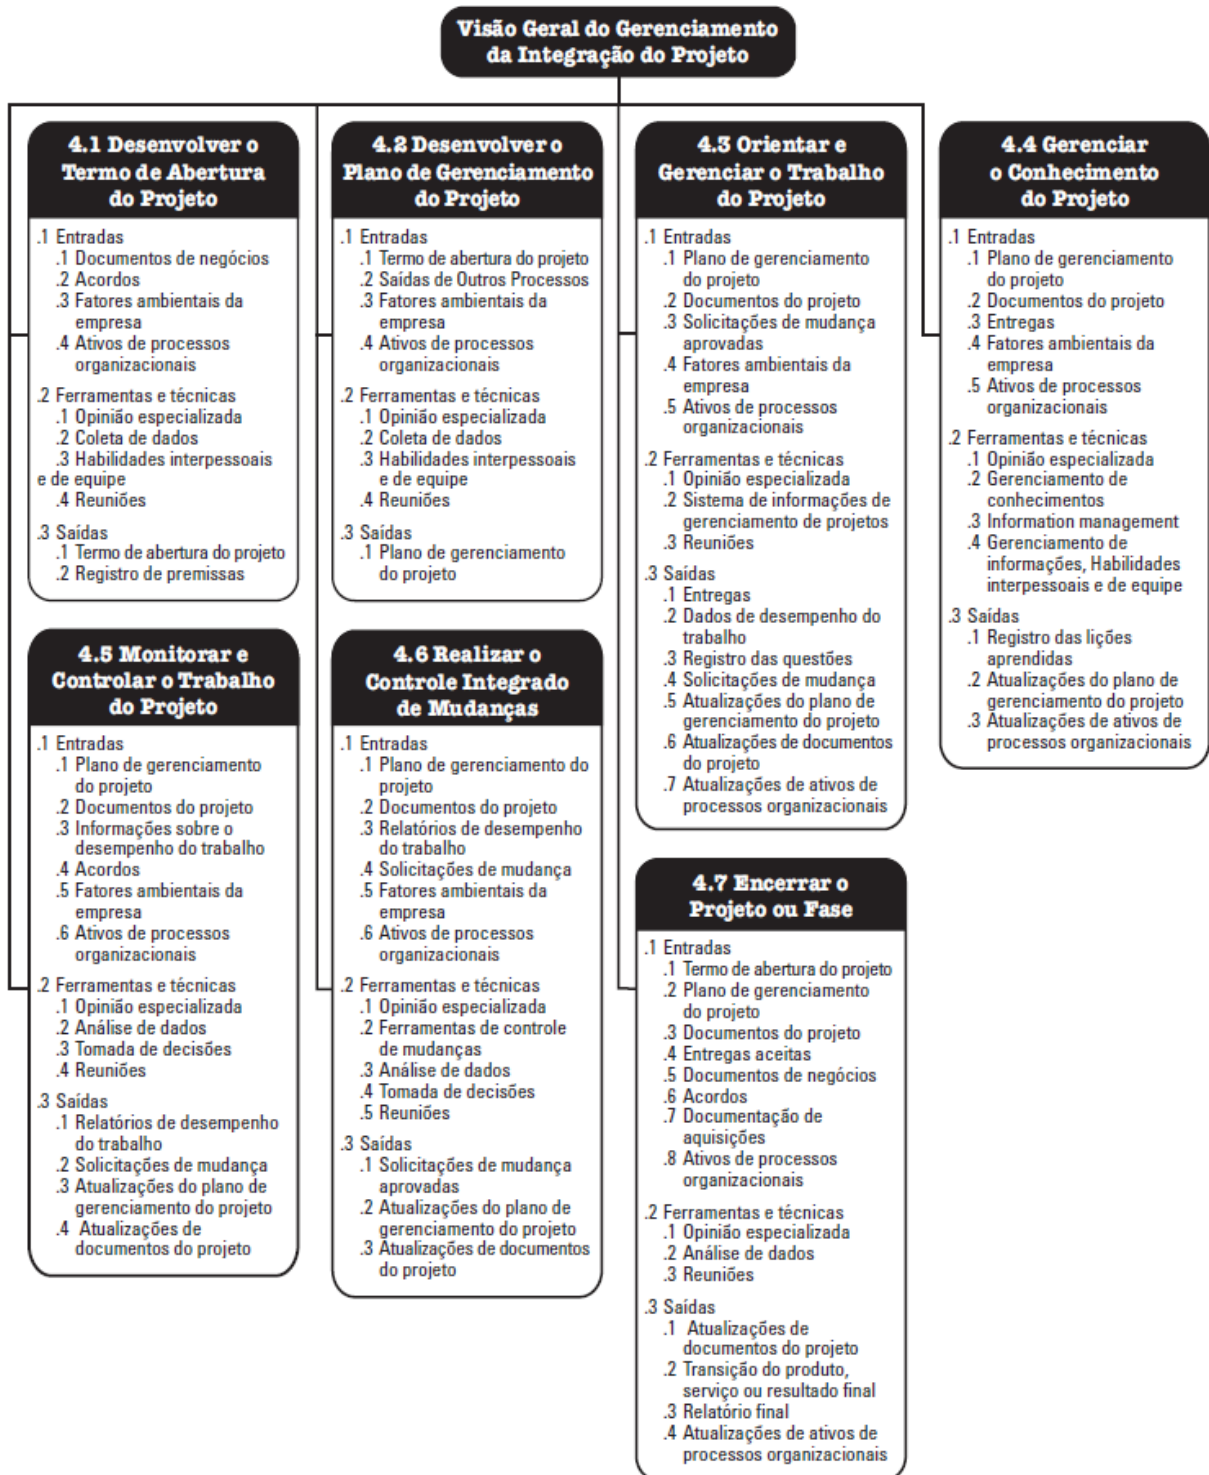 Visão Geral do Gerenciamento
da Integração do Projeto
4.1 Desenvolver o
Termo de Abertura
do Projeto
.1 Entradas
.1 Documentos de negócios
.2 Acordos
.3 Fatores ambientais da
empresa
.4 Ativos de processos
organizacionais
.2 Ferramentas e técnicas
.1 Opinião especializada
.2 Coleta de dados
.3 Habilidades interpessoais
e de equipe
.4 Reuniões
.3 Saídas
.1 Termo de abertura do projeto
.2 Registro de premissas
4.2 Desenvolver o
Plano de Gerenciamento
do Projeto
.1 Entradas
.1 Termo de abertura do projeto
.2 Saídas de Outros Processos
.3 Fatores ambientais da
empresa
.4 Ativos de processos
organizacionais
.2 Ferramentas e técnicas
.1 Opinião especializada
.2 Coleta de dados
.3 Habilidades interpessoais
e de equipe
.4 Reuniões
.3 Saídas
.1 Plano de gerenciamento
do projeto
4.3 Orientar e
Gerenciar o Trabalho
do Projeto
.1 Entradas
.1 Plano de gerenciamento
do projeto
.2 Documentos do projeto
.3 Solicitações de mudança
aprovadas
.4 Fatores ambientais da
empresa
.5 Ativos de processos
organizacionais
.2 Ferramentas e técnicas
.1 Opinião especializada
.2 Sistema de informações de
gerenciamento de projetos
.3 Reuniões
.3 Saídas
.1 Entregas
.2 Dados de desempenho do
trabalho
.3 Registro das questões
.4 Solicitações de mudança
.5 Atualizações do plano de
gerenciamento do projeto
.6 Atualizações de documentos
do projeto
.7 Atualizações de ativos de
processos organizacionais
4.4 Gerenciar
o Conhecimento
do Projeto
.1 Entradas
.1 Plano de gerenciamento
do projeto
.2 Documentos do projeto
.3 Entregas
.4 Fatores ambientais da
empresa
.5 Ativos de processos
organizacionais
.2 Ferramentas e técnicas
.1 Opinião especializada
.2 Gerenciamento de
conhecimentos
.3 Information management
.4 Gerenciamento de
informações, Habilidades
interpessoais e de equipe
.3 Saídas
.1 Registro das lições
aprendidas
.2 Atualizações do plano de
gerenciamento do projeto
.3 Atualizações de ativos de
processos organizacionais
4.5 Monitorar e
Controlar o Trabalho
do Projeto
.1 Entradas
.1 Plano de gerenciamento
do projeto
.2 Documentos do projeto
.3 Informações sobre o
desempenho do trabalho
.4 Acordos
.5 Fatores ambientais da
empresa
.6 Ativos de processos
organizacionais
.2 Ferramentas e técnicas
.1 Opinião especializada
.2 Análise de dados
.3 Tomada de decisões
.4 Reuniões
.3 Saídas
.1 Relatórios de desempenho
do trabalho
.2 Solicitações de mudança
.3 Atualizações do plano de
gerenciamento do projeto
.4 Atualizações de
documentos do projeto
4.6 Realizar o
Controle Integrado
de Mudanças
.1 Entradas
.1 Plano de gerenciamento do
projeto
.2 Documentos do projeto
.3 Relatórios de desempenho
do trabalho
.4 Solicitações de mudança
.5 Fatores ambientais da
empresa
.6 Ativos de processos
organizacionais
.2 Ferramentas e técnicas
.1 Opinião especializada
.2 Ferramentas de controle
de mudanças
.3 Análise de dados
.4 Tomada de decisões
.5 Reuniões
.3 Saídas
.1 Solicitações de mudança
aprovadas
.2 Atualizações do plano de
gerenciamento do projeto
.3 Atualizações de documentos
do projeto
4.7 Encerrar o
Projeto ou Fase
.1 Entradas
.1 Termo de abertura do projeto
.2 Plano de gerenciamento
do projeto
.3 Documentos do projeto
.4 Entregas aceitas
.5 Documentos de negócios
.6 Acordos
.7 Documentação de
aquisições
.8 Ativos de processos
organizacionais
.2 Ferramentas e técnicas
.1 Opinião especializada
.2 Análise de dados
.3 Reuniões
.3 Saídas
.1 Atualizações de
documentos do projeto
.2 Transição do produto,
serviço ou resultado final
.3 Relatório final
.4 Atualizações de ativos de
processos organizacionais